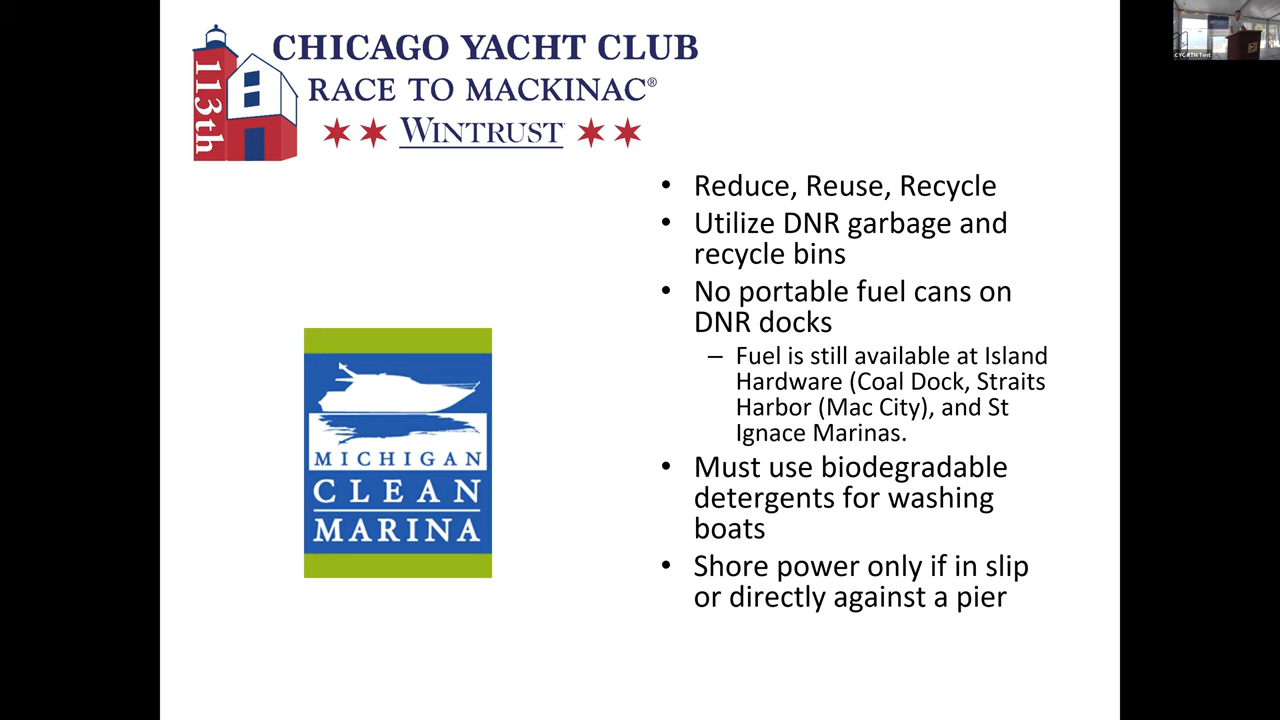 113th
CHICAGO YACHT CLUB
RACE TO MACKINAC®
WINTRUST
• Reduce, Reuse, Recycle
• Utilize DNR garbage and
recycle bins
• No portable fuel cans on
DNR docks
– Fuel is still available at Island
Hardware (Coal Dock, Straits
Harbor (Mac City), and St
Ignace Marinas.
• Must use biodegradable
detergents for washing
boats
• Shore power only if in slip
or directly against a pier
MICHIGAN
CLEAN
MARINA
CYC-RTM Tent